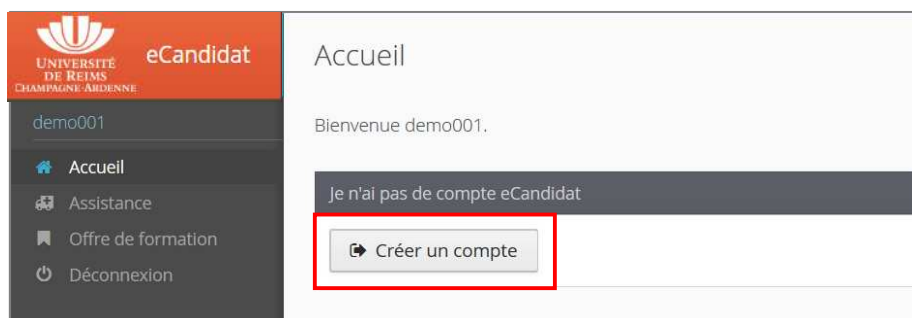 UNIVERSITÉ
DE REIMS
CHAMPAGNE-ARDENNE
eCandidat
demo001
Accueil
Assistance
Offre de formation
Déconnexion
Accueil
Bienvenue demo001.
Je n'ai pas de compte eCandidat
Créer un compte